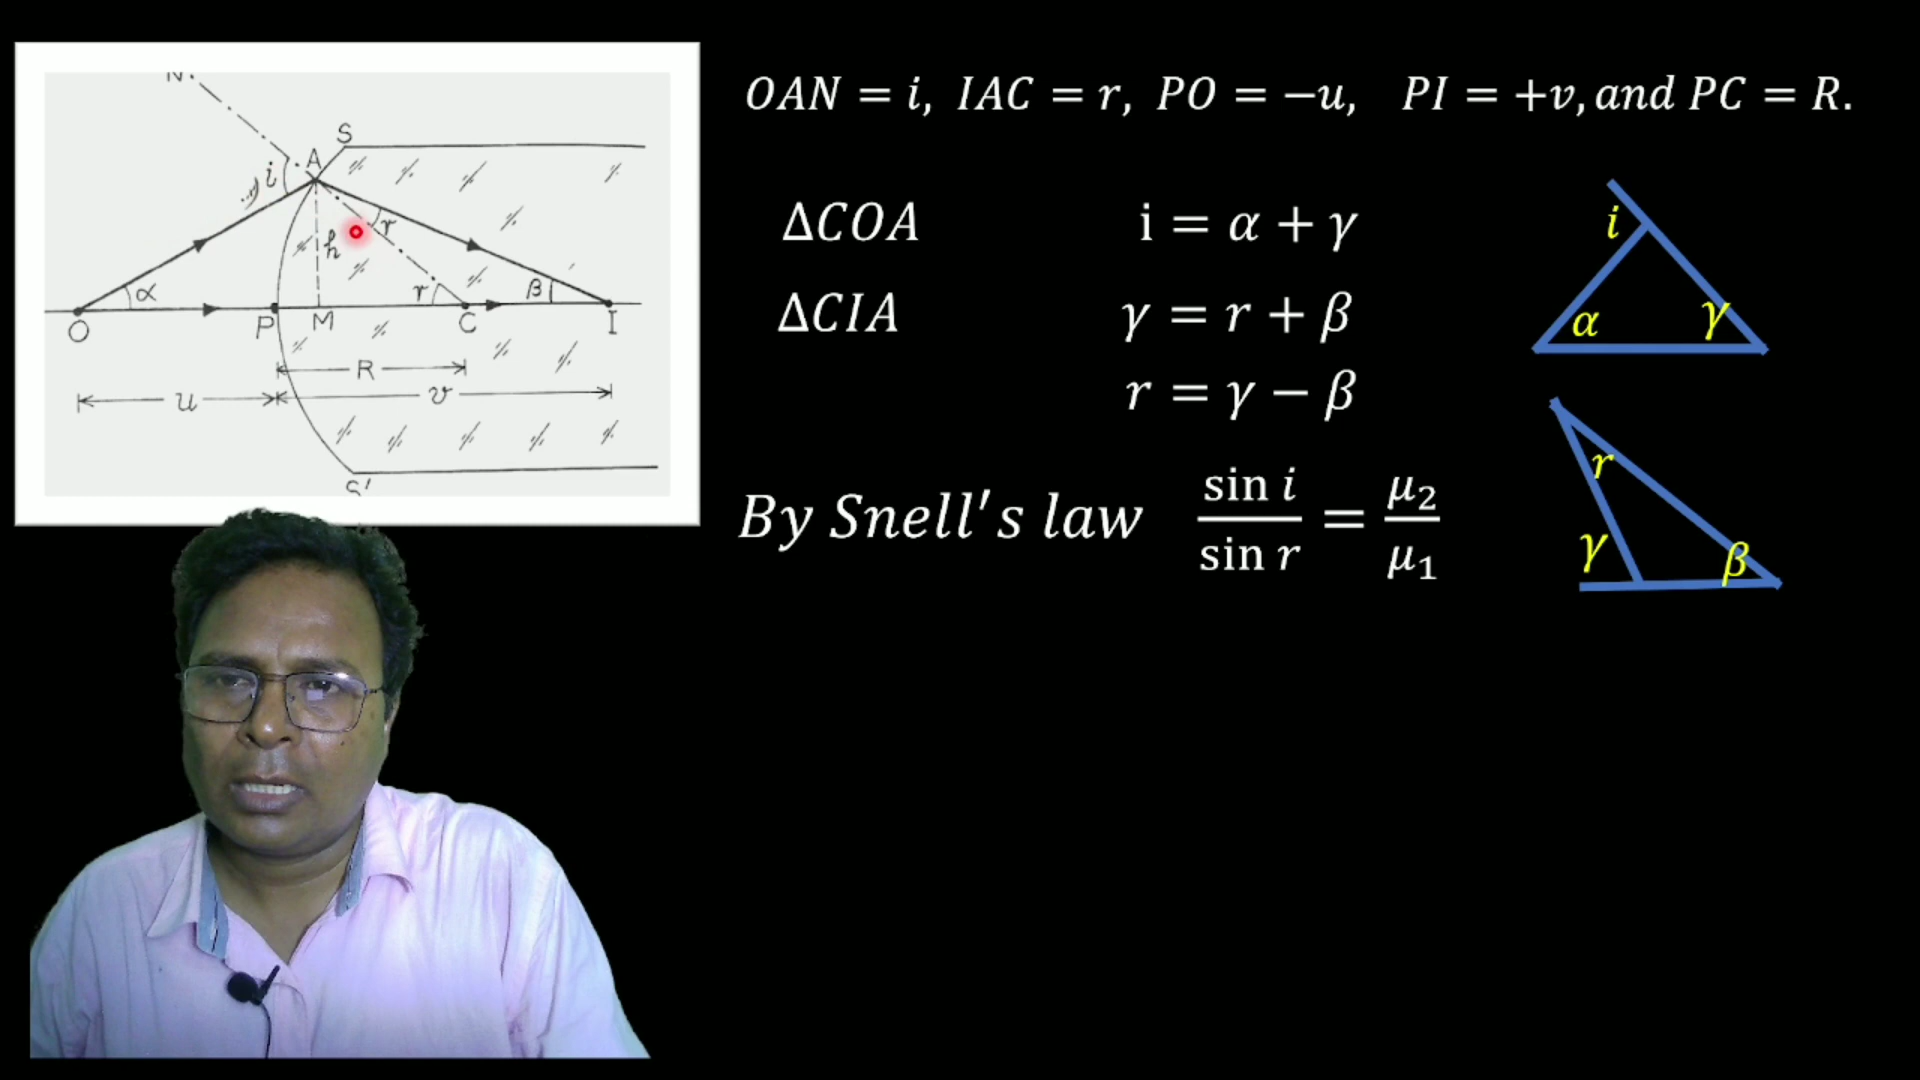 OAN = i, IAC = r, PO = −u, PI = +v, and PC = R.
N
S
A
i
r
h
α
γ
β
O
P
M
C
I
R
u
v
S'
ΔCOA i = α + γ
ΔCIA γ = r + β
r = γ − β
By Snell's law sin i / sin r = μ₂ / μ₁
i
α
γ
r
γ
β